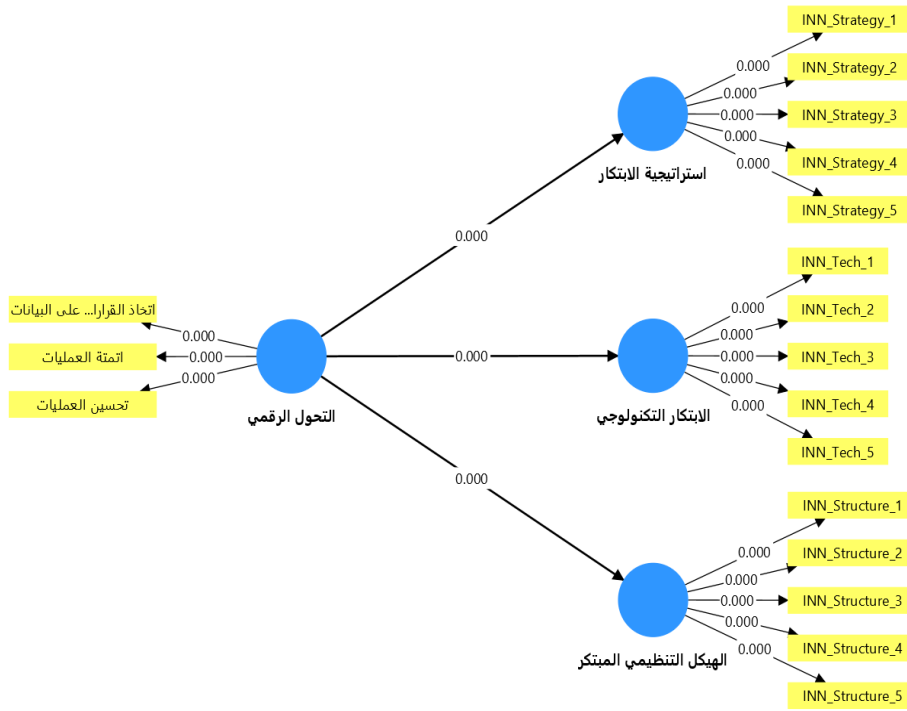 INN_Strategy_1
0.000
INN_Strategy_2
0.000
0.000
INN_Strategy_3
0.000
INN_Strategy_4
0.000
استراتيجية الابتكار
INN_Strategy_5
0.000
INN_Tech_1
0.000
INN_Tech_2
0.000
0.000
INN_Tech_3
0.000
INN_Tech_4
0.000
الابتكار التكنولوجي
INN_Tech_5
اتخاذ القرارا... على البيانات
0.000
اتمتة العمليات
0.000
0.000
تحسين العمليات
0.000
التحول الرقمي
0.000
INN_Structure_1
0.000
INN_Structure_2
0.000
0.000
INN_Structure_3
0.000
INN_Structure_4
0.000
الهيكل التنظيمي المبتكر
INN_Structure_5